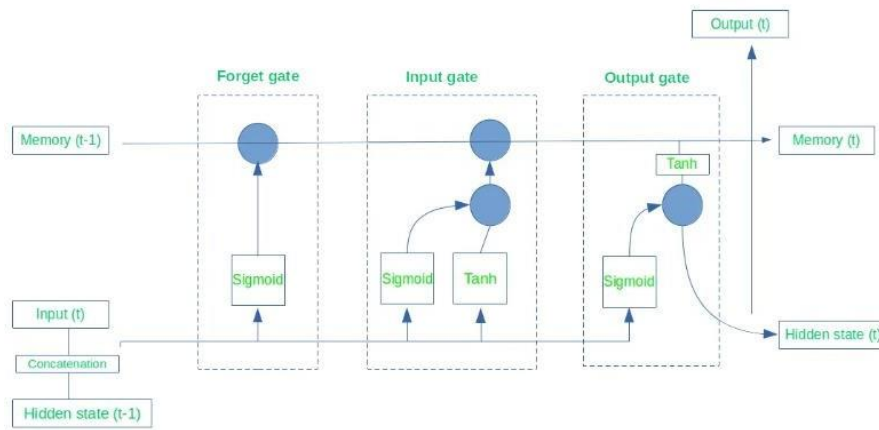 Output (t)
Forget gate
Input gate
Output gate
Memory (t-1)
Memory (t)
Tanh
Sigmoid
Sigmoid
Tanh
Sigmoid
Input (t)
Hidden state (t)
Concatenation
Hidden state (t-1)